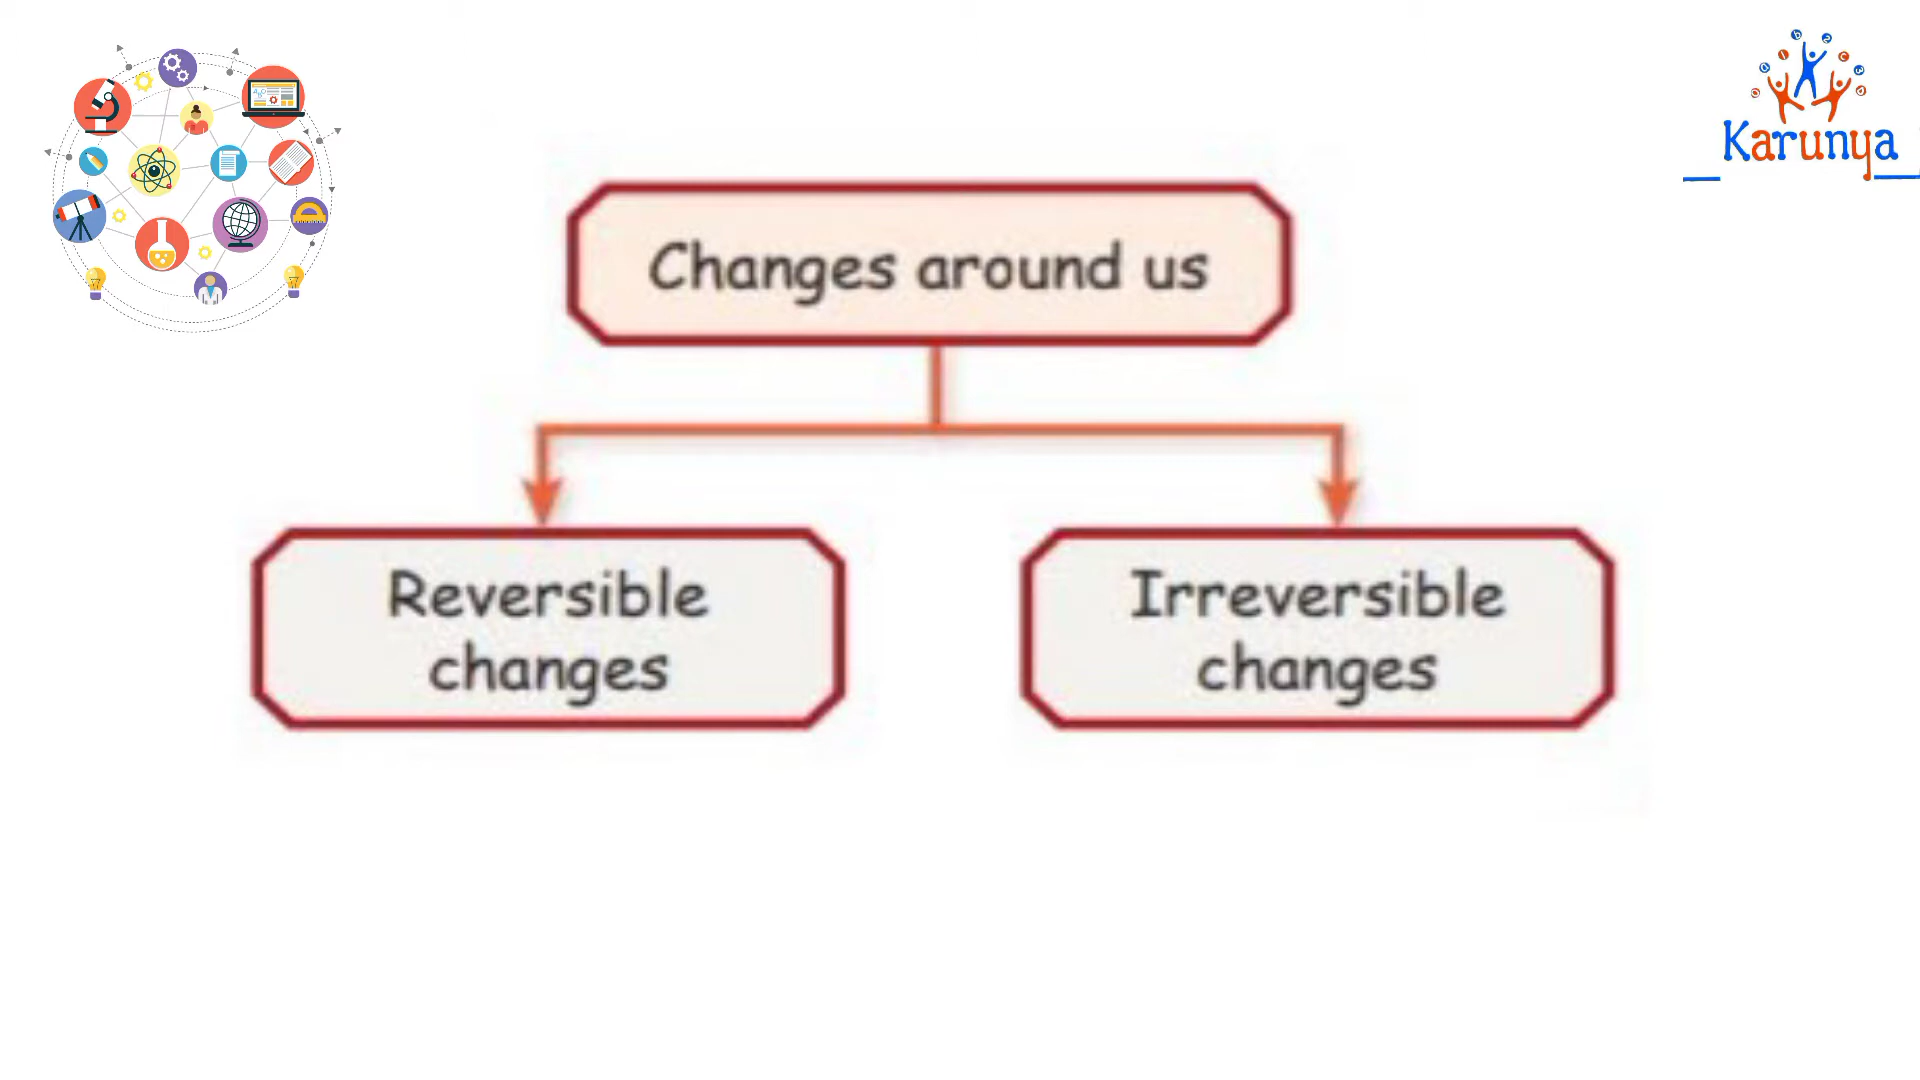 Karunya
Changes around us
Reversible
changes
Irreversible
changes